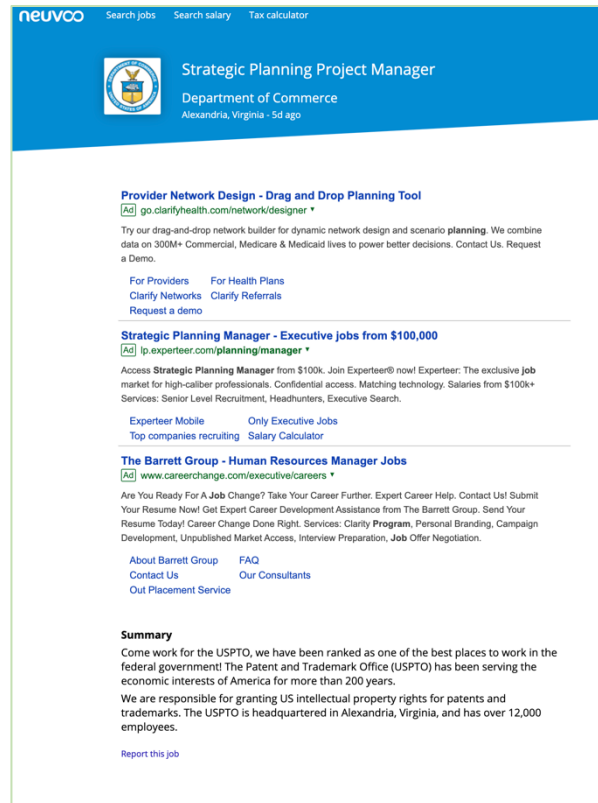 neuvoo Search jobs Search salary Tax calculator
Strategic Planning Project Manager
Department of Commerce
Alexandria, Virginia - 5d ago
Provider Network Design - Drag and Drop Planning Tool
Ad go.clarifyhealth.com/network/designer
Try our drag-and-drop network builder for dynamic network design and scenario planning. We combine
data on 300M+ Commercial, Medicare & Medicaid lives to power better decisions. Contact Us. Request
a Demo.
For Providers For Health Plans
Clarify Networks Clarify Referrals
Request a demo
Strategic Planning Manager - Executive jobs from $100,000
Ad lp.experteer.com/planning/manager
Access Strategic Planning Manager from $100k. Join Experteer® now! Experteer: The exclusive job
market for high-caliber professionals. Confidential access. Matching technology. Salaries from $100k+
Services: Senior Level Recruitment, Headhunters, Executive Search.
Experteer Mobile Only Executive Jobs
Top companies recruiting Salary Calculator
The Barrett Group - Human Resources Manager Jobs
Ad www.careerchange.com/executive/careers
Are You Ready For A Job Change? Take Your Career Further. Expert Career Help. Contact Us! Submit
Your Resume Now! Get Expert Career Development Assistance from The Barrett Group. Send Your
Resume Today! Career Change Done Right. Services: Clarity Program, Personal Branding, Campaign
Development, Unpublished Market Access, Interview Preparation, Job Offer Negotiation.
About Barrett Group FAQ
Contact Us Our Consultants
Out Placement Service
Summary
Come work for the USPTO, we have been ranked as one of the best places to work in the
federal government! The Patent and Trademark Office (USPTO) has been serving the
economic interests of America for more than 200 years.
We are responsible for granting US intellectual property rights for patents and
trademarks. The USPTO is headquartered in Alexandria, Virginia, and has over 12,000
employees.
Report this job